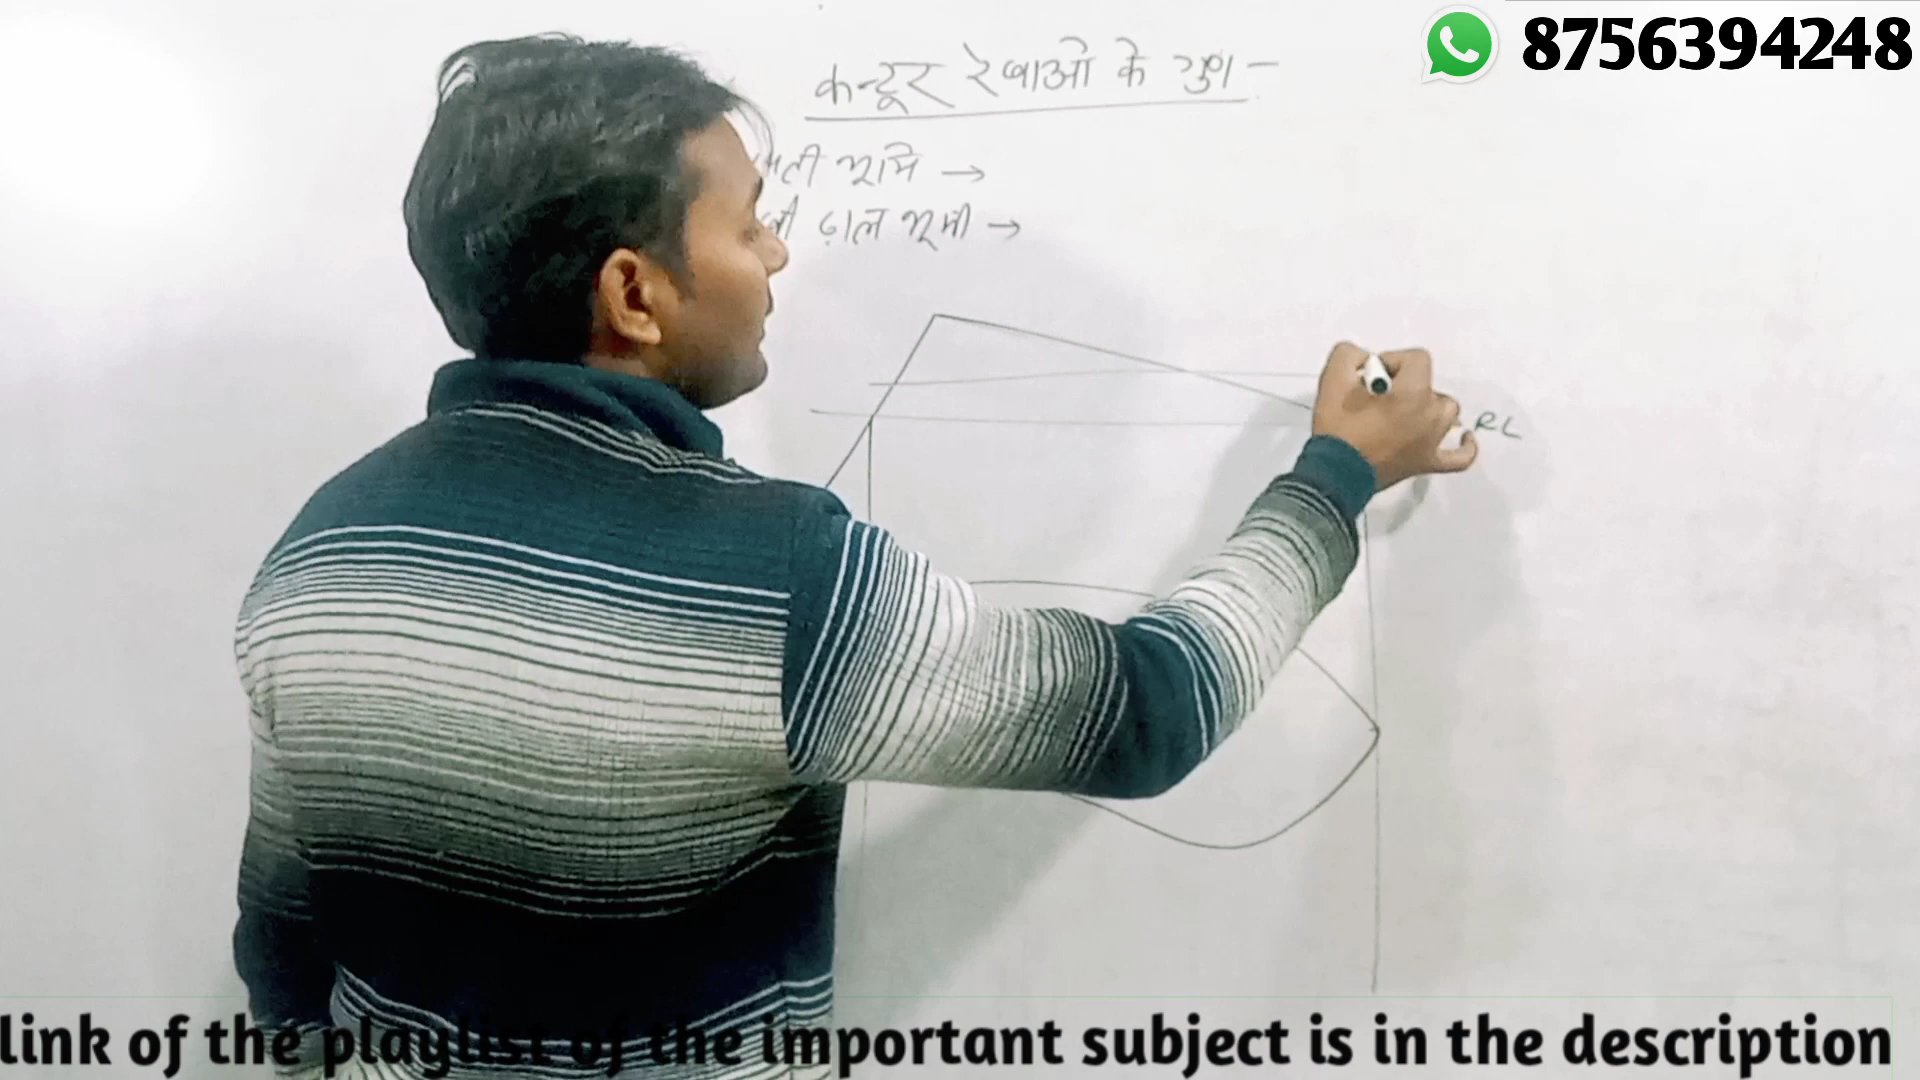 8756394248
कन्टूर रेखाओ के गुण -
भूमि →
ढाल भूमी →
RL
link of the playlist of the important subject is in the description